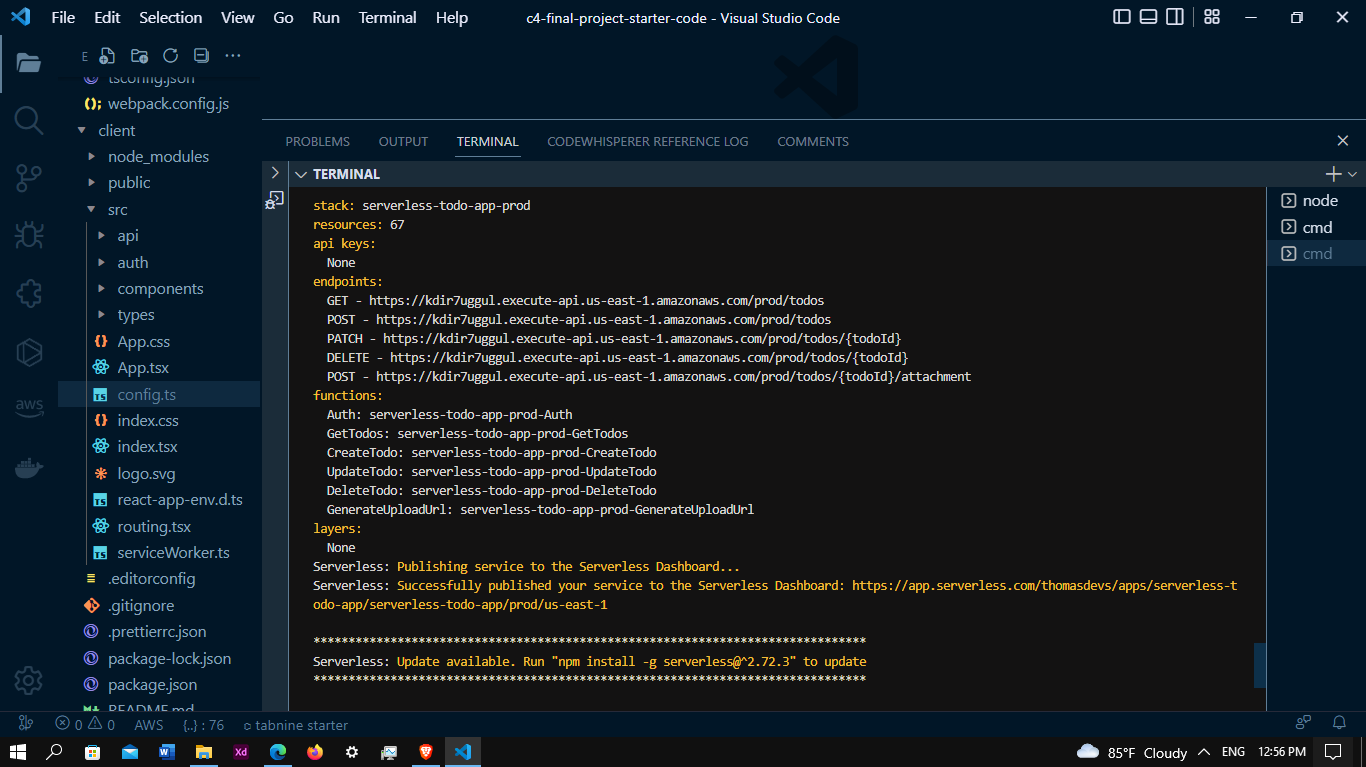 File Edit Selection View Go Run Terminal Help
c4-final-project-starter-code - Visual Studio Code
E
tsconfig.json
webpack.config.js
client
node_modules
public
src
api
auth
components
types
App.css
App.tsx
config.ts
index.css
index.tsx
logo.svg
react-app-env.d.ts
routing.tsx
serviceWorker.ts
.editorconfig
.gitignore
.prettierrc.json
package-lock.json
package.json
README.md
PROBLEMS OUTPUT TERMINAL CODEWHISPERER REFERENCE LOG COMMENTS
TERMINAL
stack: serverless-todo-app-prod
resources: 67
api keys:
None
endpoints:
GET - https://kdir7uggul.execute-api.us-east-1.amazonaws.com/prod/todos
POST - https://kdir7uggul.execute-api.us-east-1.amazonaws.com/prod/todos
PATCH - https://kdir7uggul.execute-api.us-east-1.amazonaws.com/prod/todos/{todoId}
DELETE - https://kdir7uggul.execute-api.us-east-1.amazonaws.com/prod/todos/{todoId}
POST - https://kdir7uggul.execute-api.us-east-1.amazonaws.com/prod/todos/{todoId}/attachment
functions:
Auth: serverless-todo-app-prod-Auth
GetTodos: serverless-todo-app-prod-GetTodos
CreateTodo: serverless-todo-app-prod-CreateTodo
UpdateTodo: serverless-todo-app-prod-UpdateTodo
DeleteTodo: serverless-todo-app-prod-DeleteTodo
GenerateUploadUrl: serverless-todo-app-prod-GenerateUploadUrl
layers:
None
Serverless: Publishing service to the Serverless Dashboard...
Serverless: Successfully published your service to the Serverless Dashboard: https://app.serverless.com/thomasdevs/apps/serverless-t
odo-app/serverless-todo-app/prod/us-east-1
*******************************************************************************
Serverless: Update available. Run "npm install -g serverless@^2.72.3" to update
*******************************************************************************
node
cmd
cmd
aws
0 0 AWS {..} : 76 tabnine starter
85°F Cloudy ENG 12:56 PM